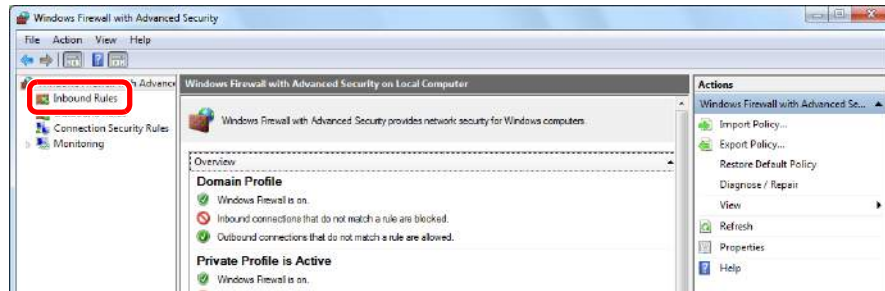 Windows Firewall with Advanced Security
File Action View Help
Inbound Rules
Connection Security Rules
Monitoring
Windows Firewall with Advanced Security on Local Computer
Windows Firewall with Advanced Security provides network security for Windows computers.
Overview
Domain Profile
Windows Firewall is on.
Inbound connections that do not match a rule are blocked.
Outbound connections that do not match a rule are allowed.
Private Profile is Active
Windows Firewall is on.
Actions
Windows Firewall with Advanced Se...
Import Policy...
Export Policy...
Restore Default Policy
Diagnose / Repair
View
Refresh
Properties
Help